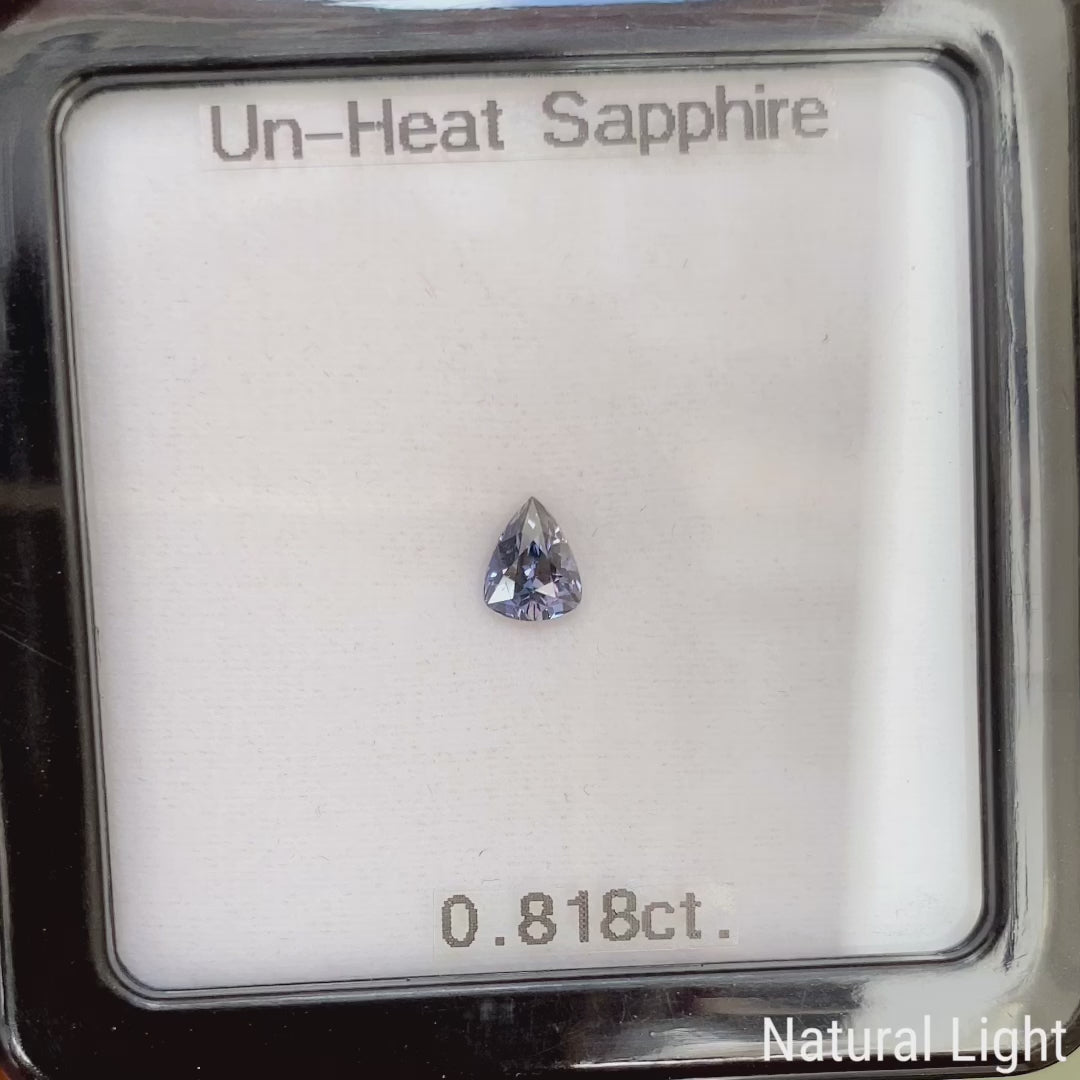 Un-Heat Sapphire
0.818ct.
Natural Light